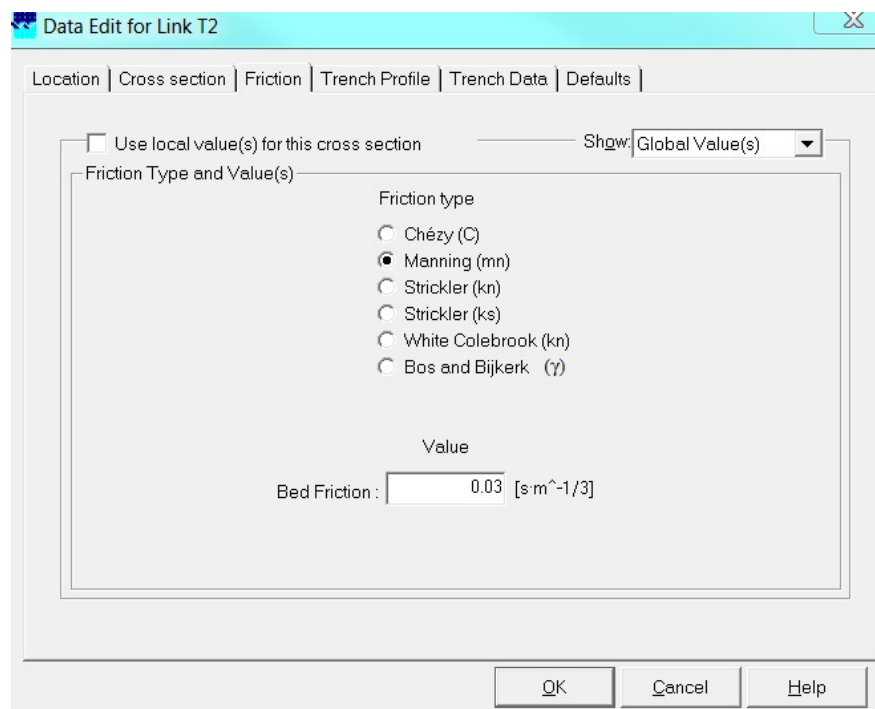 Data Edit for Link T2
Location Cross section Friction Trench Profile Trench Data Defaults
Use local value(s) for this cross section Show: Global Value(s)
Friction Type and Value(s)
Friction type
Chézy (C)
Manning (mn)
Strickler (kn)
Strickler (ks)
White Colebrook (kn)
Bos and Bijkerk (γ)
Value
Bed Friction : 0.03 [s·m^-1/3]
OK Cancel Help